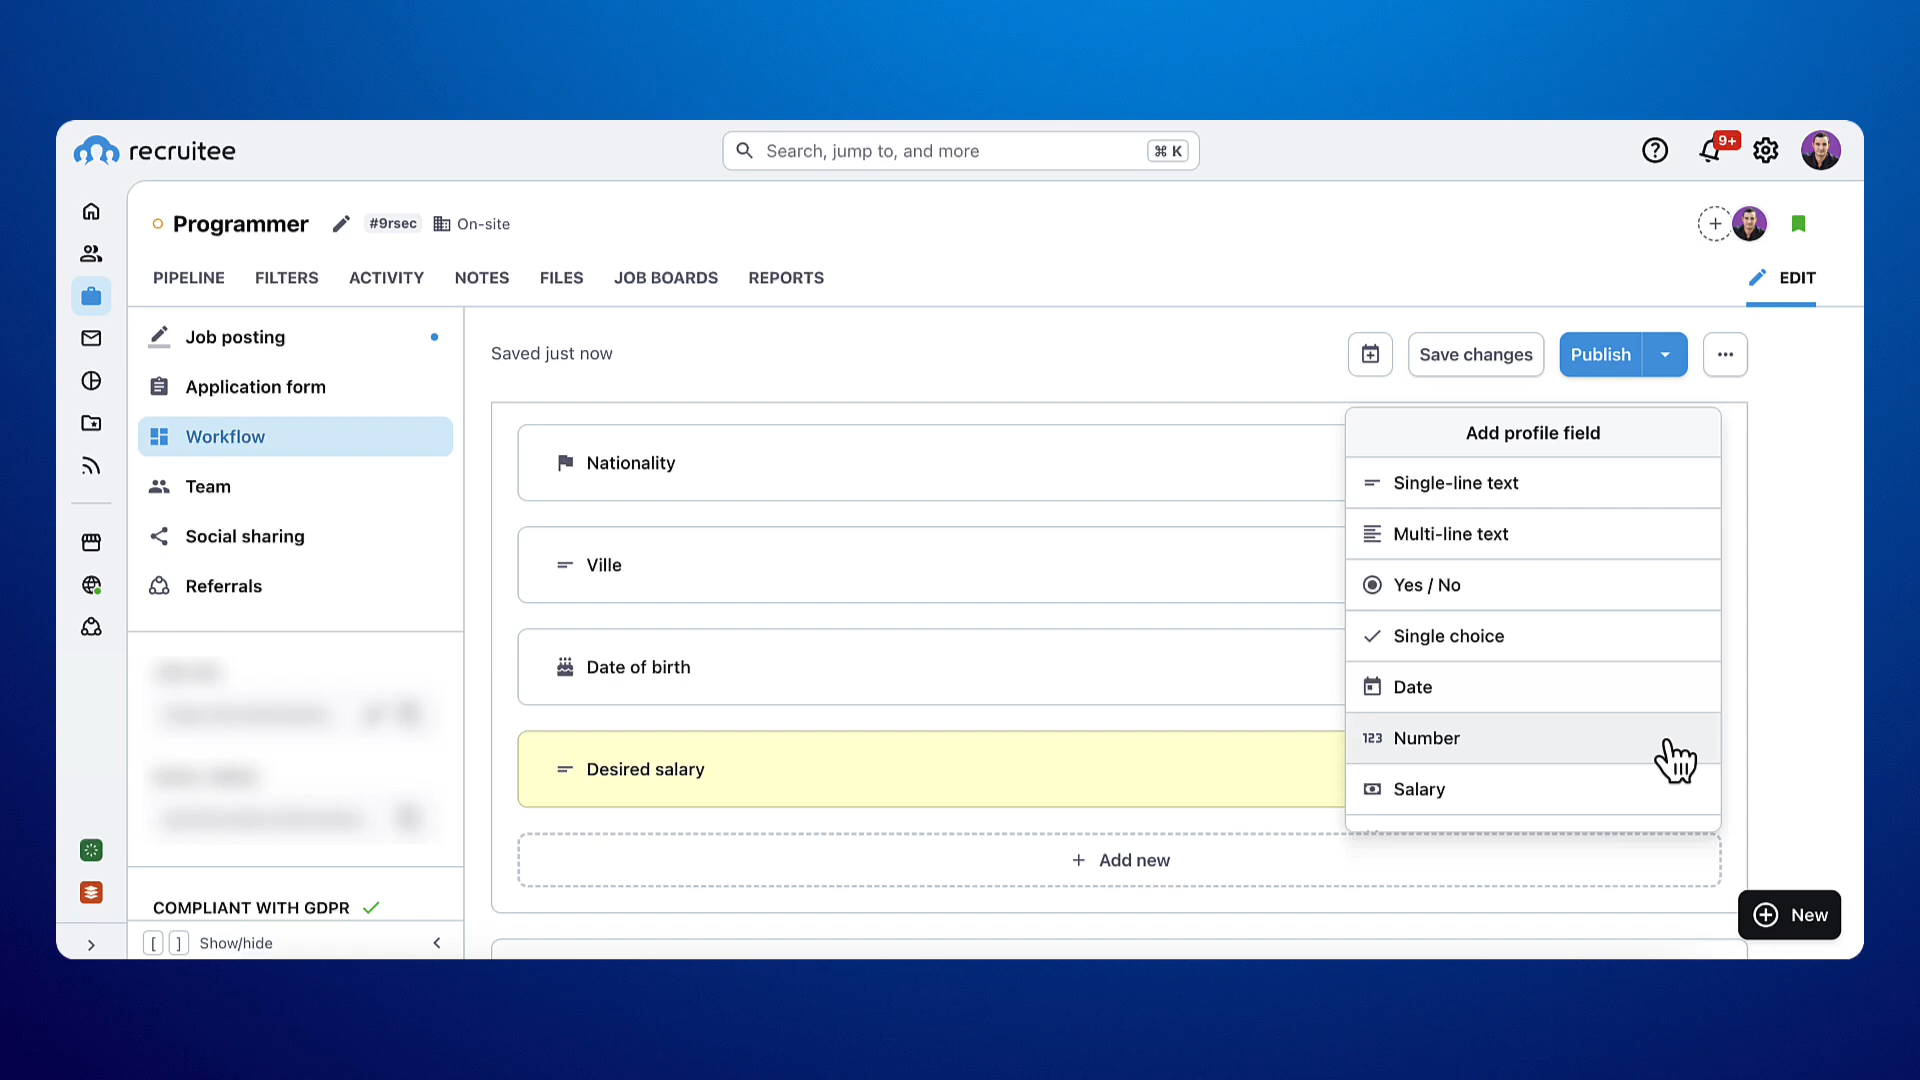 recruitee
Search, jump to, and more
⌘ K
9+
Programmer
#9rsec
On-site
PIPELINE
FILTERS
ACTIVITY
NOTES
FILES
JOB BOARDS
REPORTS
EDIT
Job posting
Application form
Workflow
Team
Social sharing
Referrals
COMPLIANT WITH GDPR
[ ] Show/hide
Saved just now
Save changes
Publish
Nationality
Ville
Date of birth
Desired salary
+ Add new
Add profile field
Single-line text
Multi-line text
Yes / No
Single choice
Date
123 Number
Salary
New